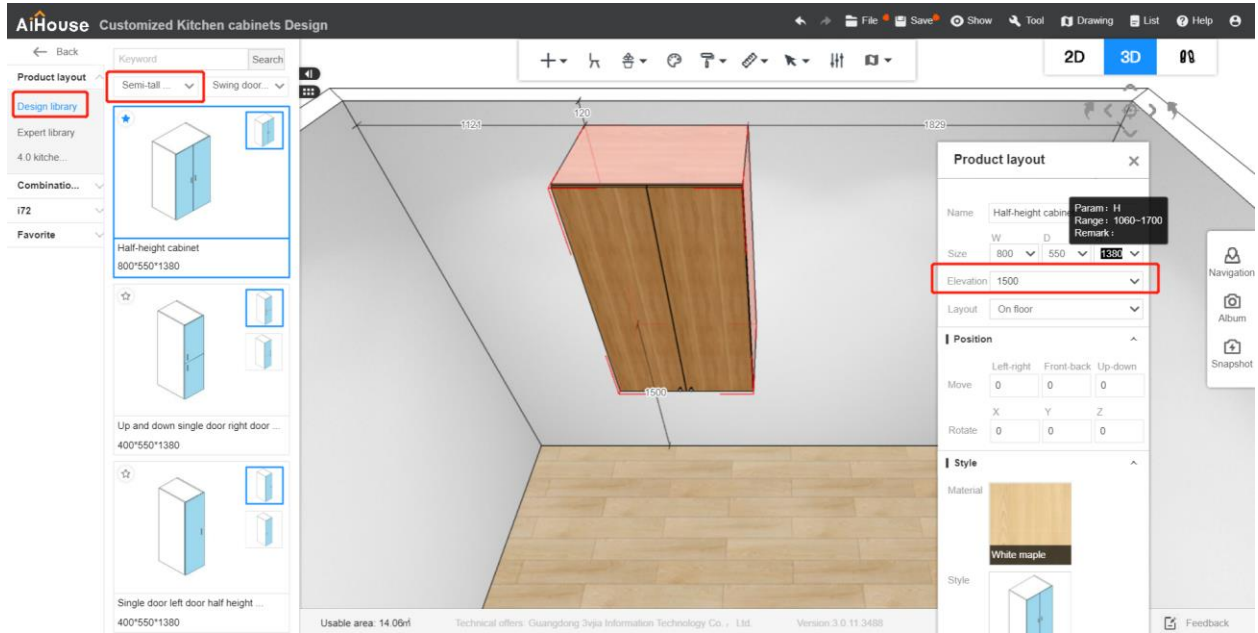 AiHouse Customized Kitchen cabinets Design
File Save Show Tool Drawing List Help
Back
Product layout
Design library
Expert library
4.0 kitche...
Combinatio...
i72
Favorite
Keyword Search
Semi-tall ... Swing door...
Half-height cabinet
800*550*1380
Up and down single door right door ...
400*550*1380
Single door left door half height ...
400*550*1380
2D 3D
1121 120 1829
1500
Product layout
Name Half-height cabine
Param: H
Range: 1060~1700
Remark:
W D
Size 800 550 1380
Elevation 1500
Layout On floor
Position
Left-right Front-back Up-down
Move 0 0 0
X Y Z
Rotate 0 0 0
Style
Material
White maple
Style
Navigation
Album
Snapshot
Usable area: 14.06㎡ Technical offers: Guangdong 3vjia Information Technology Co., Ltd. Version 3.0.11.3488
Feedback